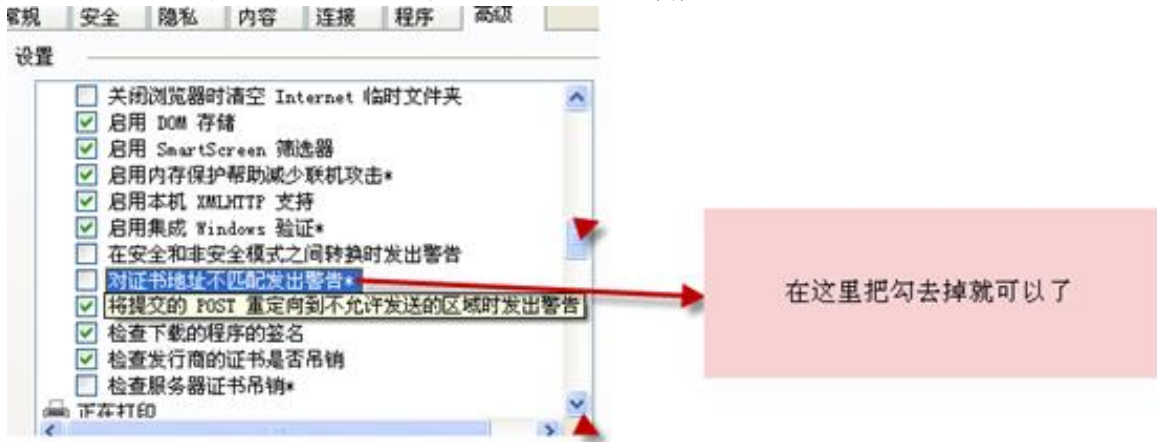 常规 安全 隐私 内容 连接 程序 高级
设置
关闭浏览器时清空 Internet 临时文件夹
启用 DOM 存储
启用 SmartScreen 筛选器
启用内存保护帮助减少联机攻击*
启用本机 XMLHTTP 支持
启用集成 Windows 验证*
在安全和非安全模式之间转换时发出警告
对证书地址不匹配发出警告*
在这里把勾去掉就可以了
将提交的 POST 重定向到不允许发送的区域时发出警告
检查下载的程序的签名
检查发行商的证书是否吊销
检查服务器证书吊销*
正在打印